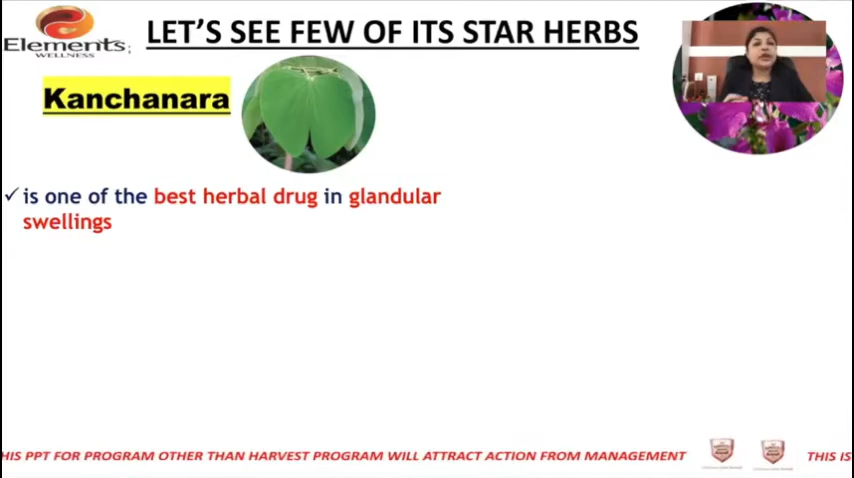 Elements
WELLNESS
LET'S SEE FEW OF ITS STAR HERBS
Kanchanara
✓ is one of the best herbal drug in glandular
swellings
HIS PPT FOR PROGRAM OTHER THAN HARVEST PROGRAM WILL ATTRACT ACTION FROM MANAGEMENT
THIS IS